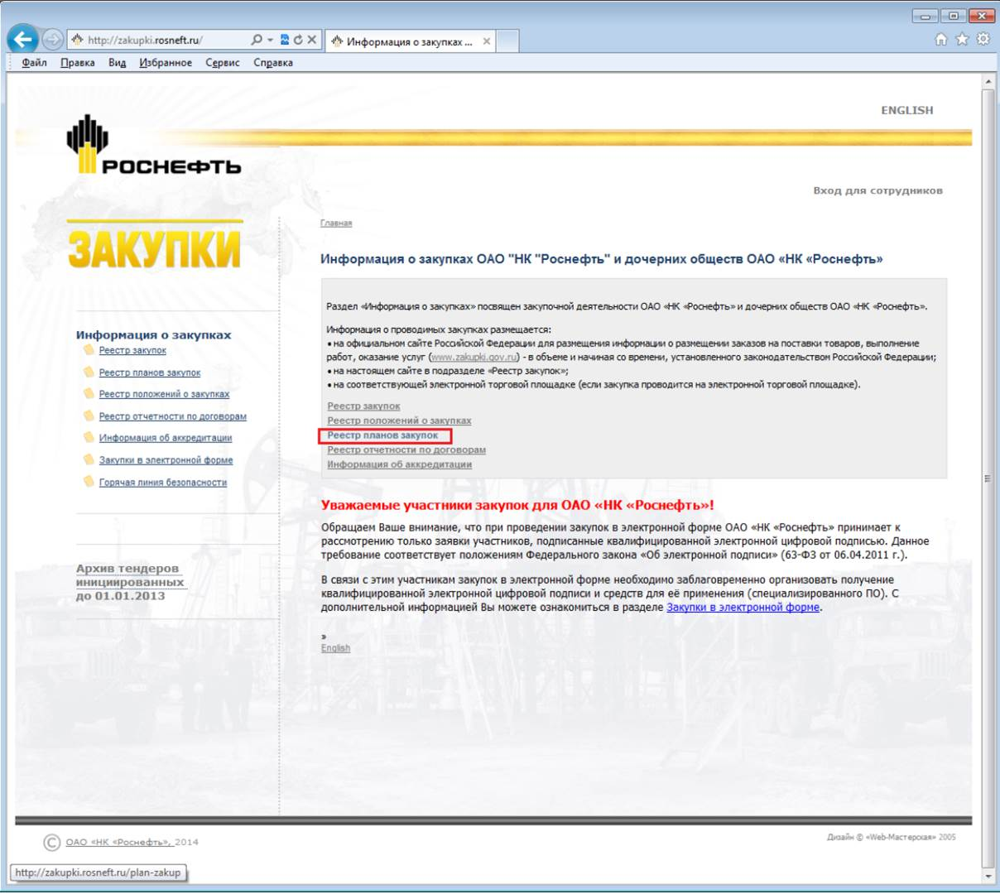 http://zakupki.rosneft.ru/
Информация о закупках ...
Файл Правка Вид Избранное Сервис Справка
ENGLISH
РОСНЕФТЬ
Вход для сотрудников
ЗАКУПКИ
Главная
Информация о закупках ОАО "НК "Роснефть" и дочерних обществ ОАО «НК «Роснефть»
Раздел «Информация о закупках» посвящен закупочной деятельности ОАО «НК «Роснефть» и дочерних обществ ОАО «НК «Роснефть».
Информация о проводимых закупках размещается:
• на официальном сайте Российской Федерации для размещения информации о размещении заказов на поставки товаров, выполнение
работ, оказание услуг (www.zakupki.gov.ru) - в объеме и начиная со времени, установленного законодательством Российской Федерации;
• на настоящем сайте в подразделе «Реестр закупок»;
• на соответствующей электронной торговой площадке (если закупка проводится на электронной торговой площадке).
Реестр закупок
Реестр положений о закупках
Реестр планов закупок
Реестр отчетности по договорам
Информация об аккредитации
Информация о закупках
Реестр закупок
Реестр планов закупок
Реестр положений о закупках
Реестр отчетности по договорам
Информация об аккредитации
Закупки в электронной форме
Горячая линия безопасности
Архив тендеров
инициированных
до 01.01.2013
Уважаемые участники закупок для ОАО «НК «Роснефть»!
Обращаем Ваше внимание, что при проведении закупок в электронной форме ОАО «НК «Роснефть» принимает к
рассмотрению только заявки участников, подписанные квалифицированной электронной цифровой подписью. Данное
требование соответствует положениям Федерального закона «Об электронной подписи» (63-ФЗ от 06.04.2011 г.).
В связи с этим участникам закупок в электронной форме необходимо заблаговременно организовать получение
квалифицированной электронной цифровой подписи и средств для её применения (специализированного ПО). С
дополнительной информацией Вы можете ознакомиться в разделе Закупки в электронной форме.
»
English
© ОАО «НК «Роснефть», 2014
Дизайн © «Web-Мастерская» 2005
http://zakupki.rosneft.ru/plan-zakup